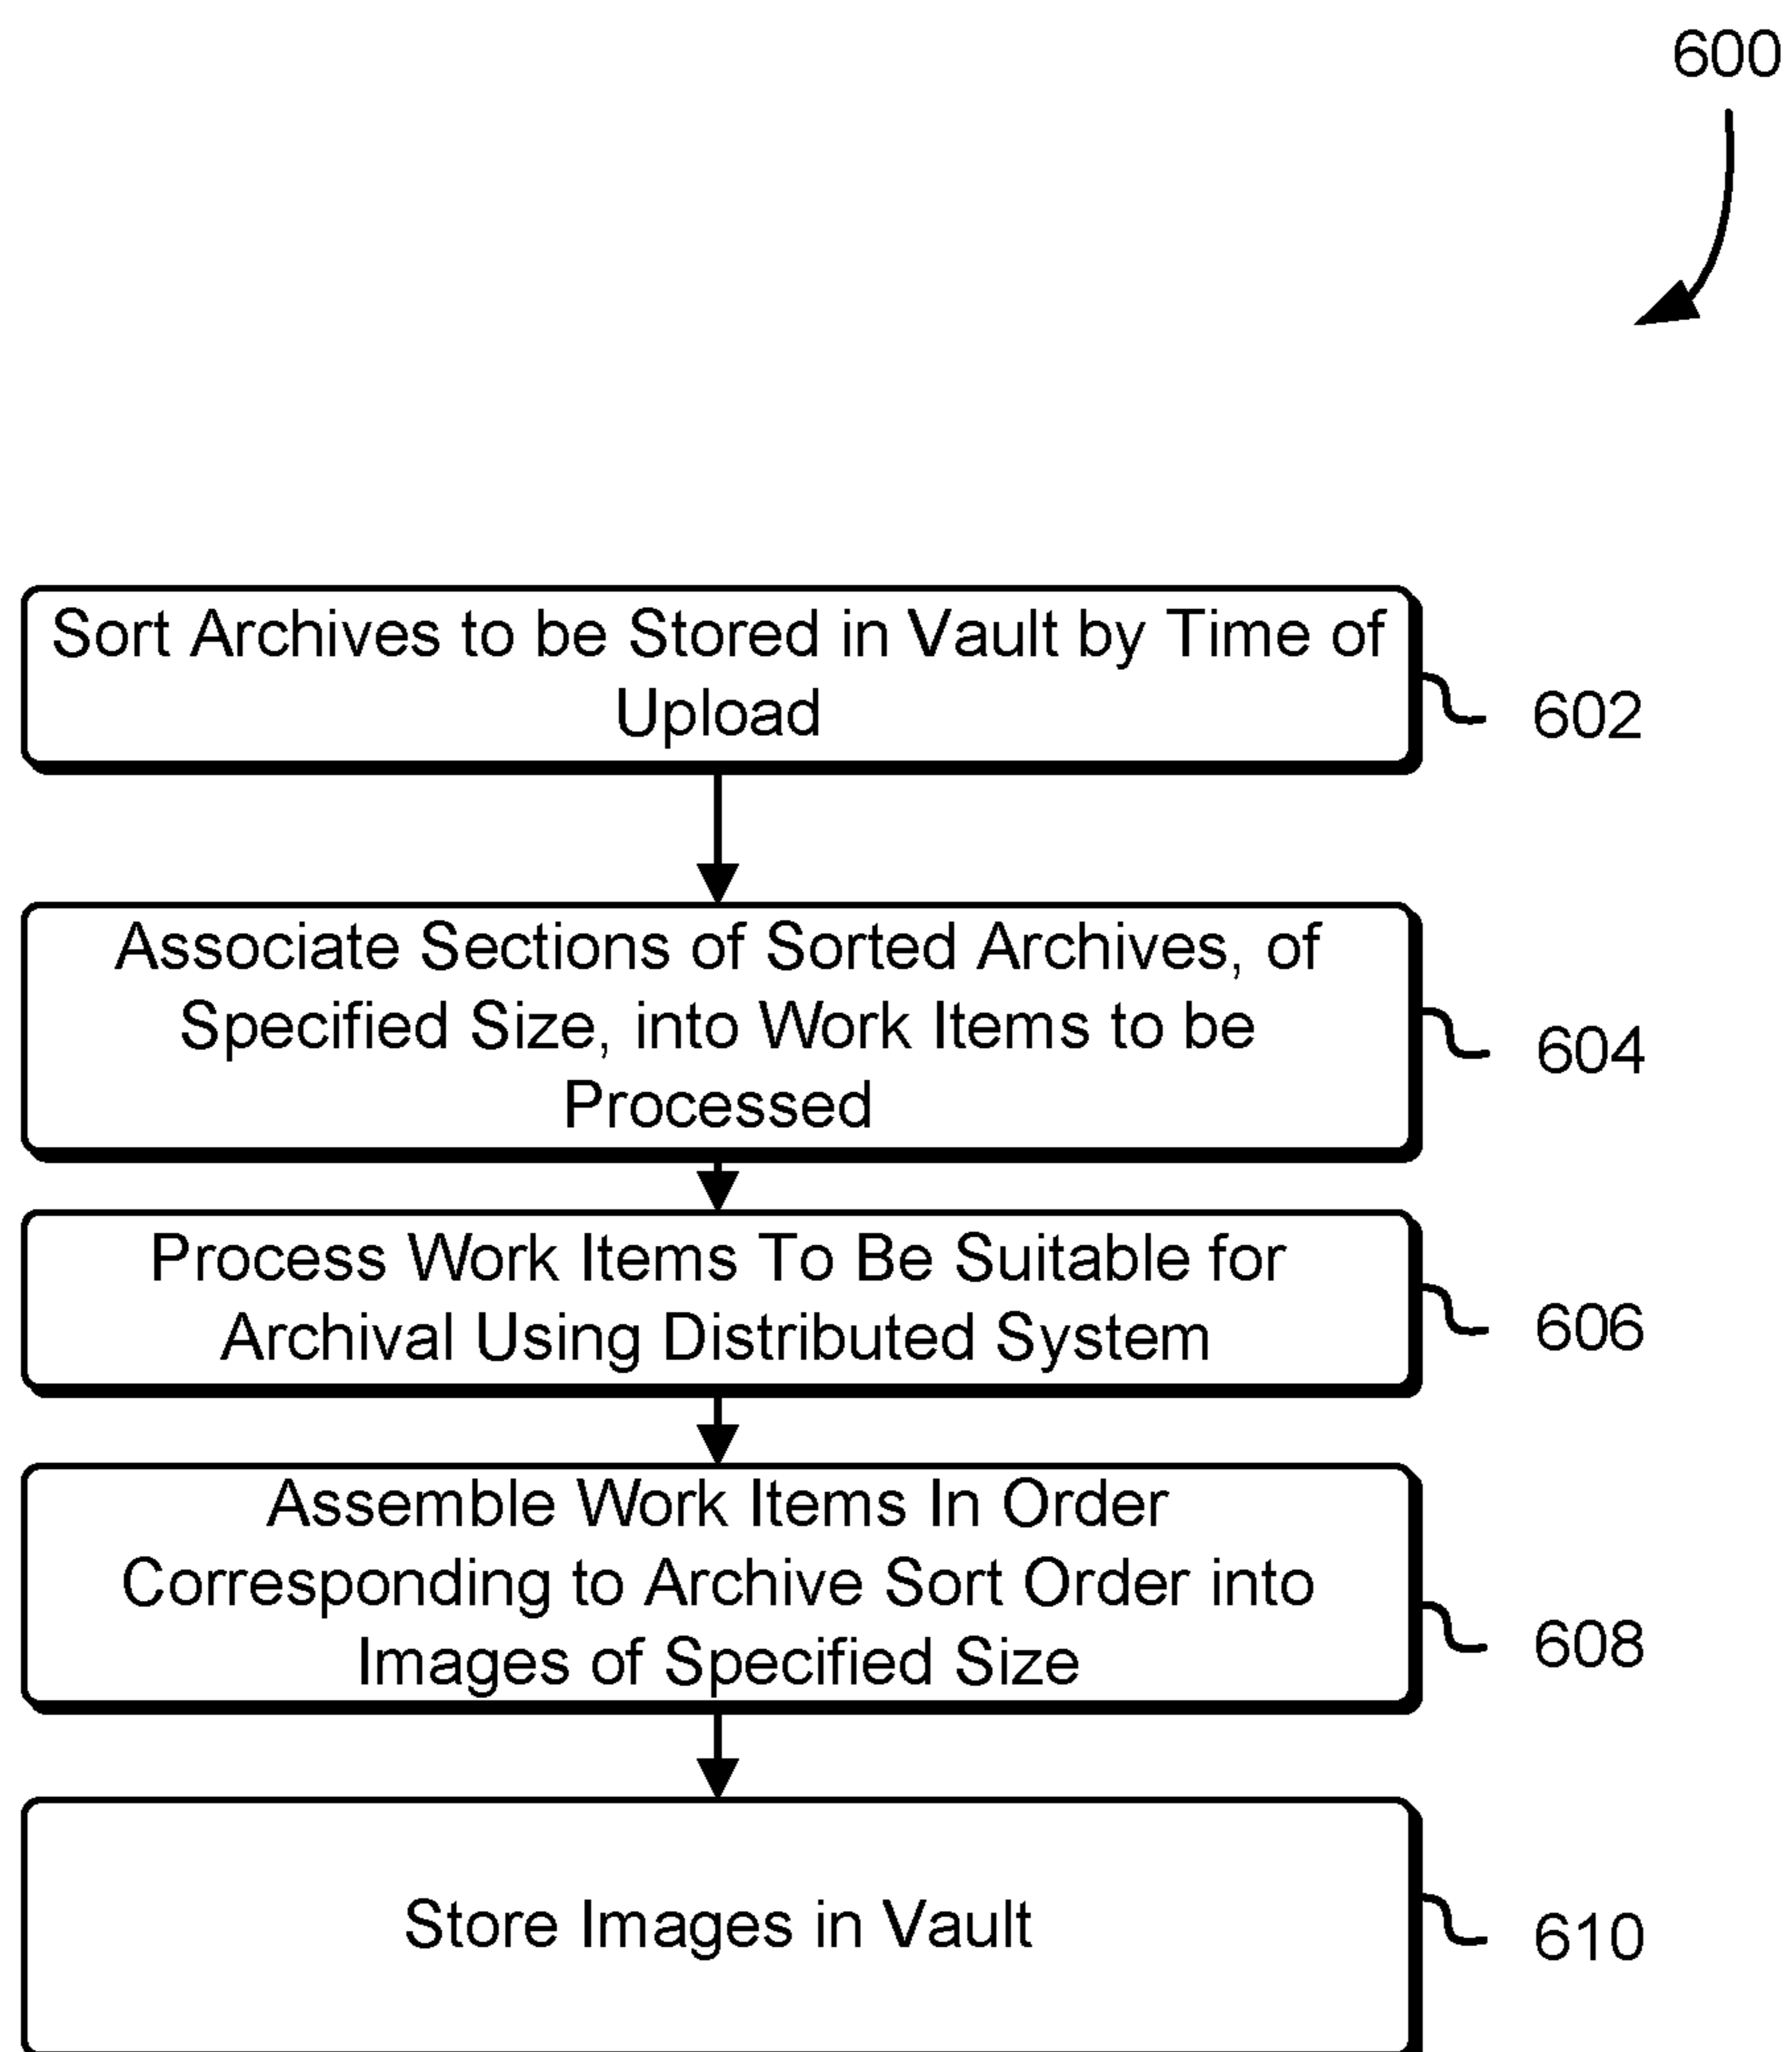 600
Sort Archives to be Stored in Vault by Time of
Upload
602
Associate Sections of Sorted Archives, of
Specified Size, into Work Items to be
Processed
604
Process Work Items To Be Suitable for
Archival Using Distributed System
606
Assemble Work Items In Order
Corresponding to Archive Sort Order into
Images of Specified Size
608
Store Images in Vault
610